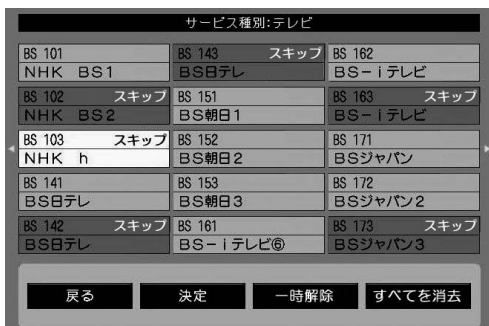 サービス種別:テレビ
BS 101
NHK BS1
BS 102 スキップ
NHK BS2
BS 103 スキップ
NHK h
BS 141
BS日テレ
BS 142 スキップ
BS日テレ
BS 143 スキップ
BS日テレ
BS 151
BS朝日1
BS 152
BS朝日2
BS 153
BS朝日3
BS 161
BS-iテレビ⑥
BS 162
BS-iテレビ
BS 163 スキップ
BS-iテレビ
BS 171
BSジャパン
BS 172
BSジャパン2
BS 173 スキップ
BSジャパン3
戻る 決定 一時解除 すべてを消去